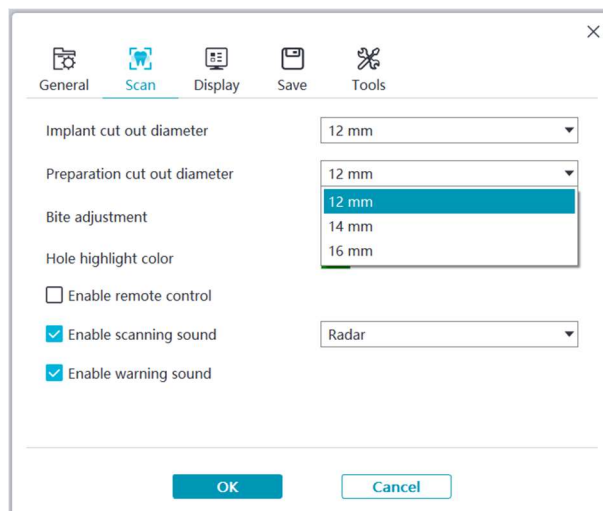 General Scan Display Save Tools
Implant cut out diameter 12 mm
Preparation cut out diameter 12 mm
12 mm
Bite adjustment
14 mm
16 mm
Hole highlight color
Enable remote control
Enable scanning sound Radar
Enable warning sound
OK Cancel